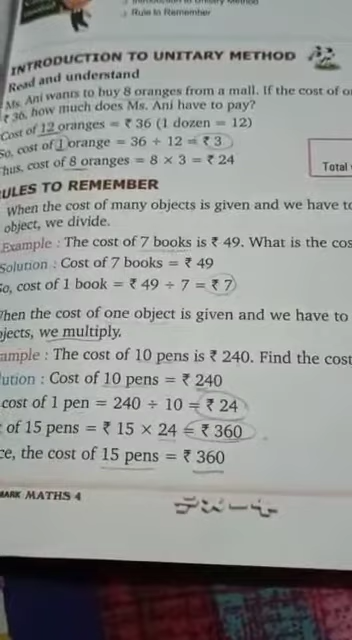 Rule to Remember
INTRODUCTION TO UNITARY METHOD
Read and understand
Ms. Ani wants to buy 8 oranges from a mall. If the cost of
₹ 36, how much does Ms. Ani have to pay?
Cost of 12 oranges = ₹ 36 (1 dozen = 12)
So, cost of 1 orange = 36 ÷ 12 = ₹ 3
Thus, cost of 8 oranges = 8 × 3 = ₹ 24
Total
RULES TO REMEMBER
When the cost of many objects is given and we have to
object, we divide.
Example : The cost of 7 books is ₹ 49. What is the cos
Solution : Cost of 7 books = ₹ 49
So, cost of 1 book = ₹ 49 ÷ 7 = ₹ 7
When the cost of one object is given and we have to
jects, we multiply.
ample : The cost of 10 pens is ₹ 240. Find the cost
ution : Cost of 10 pens = ₹ 240
cost of 1 pen = 240 ÷ 10 = ₹ 24
of 15 pens = ₹ 15 × 24 = ₹ 360
ce, the cost of 15 pens = ₹ 360
MARK MATHS 4